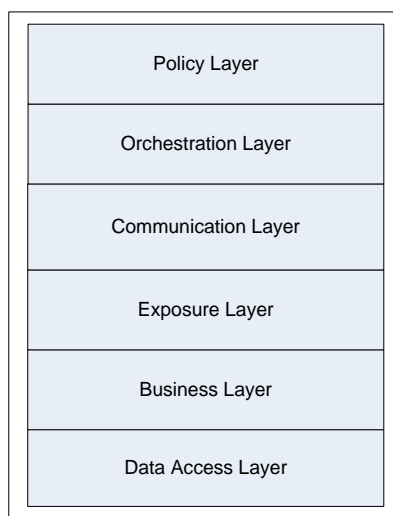 Policy Layer
Orchestration Layer
Communication Layer
Exposure Layer
Business Layer
Data Access Layer